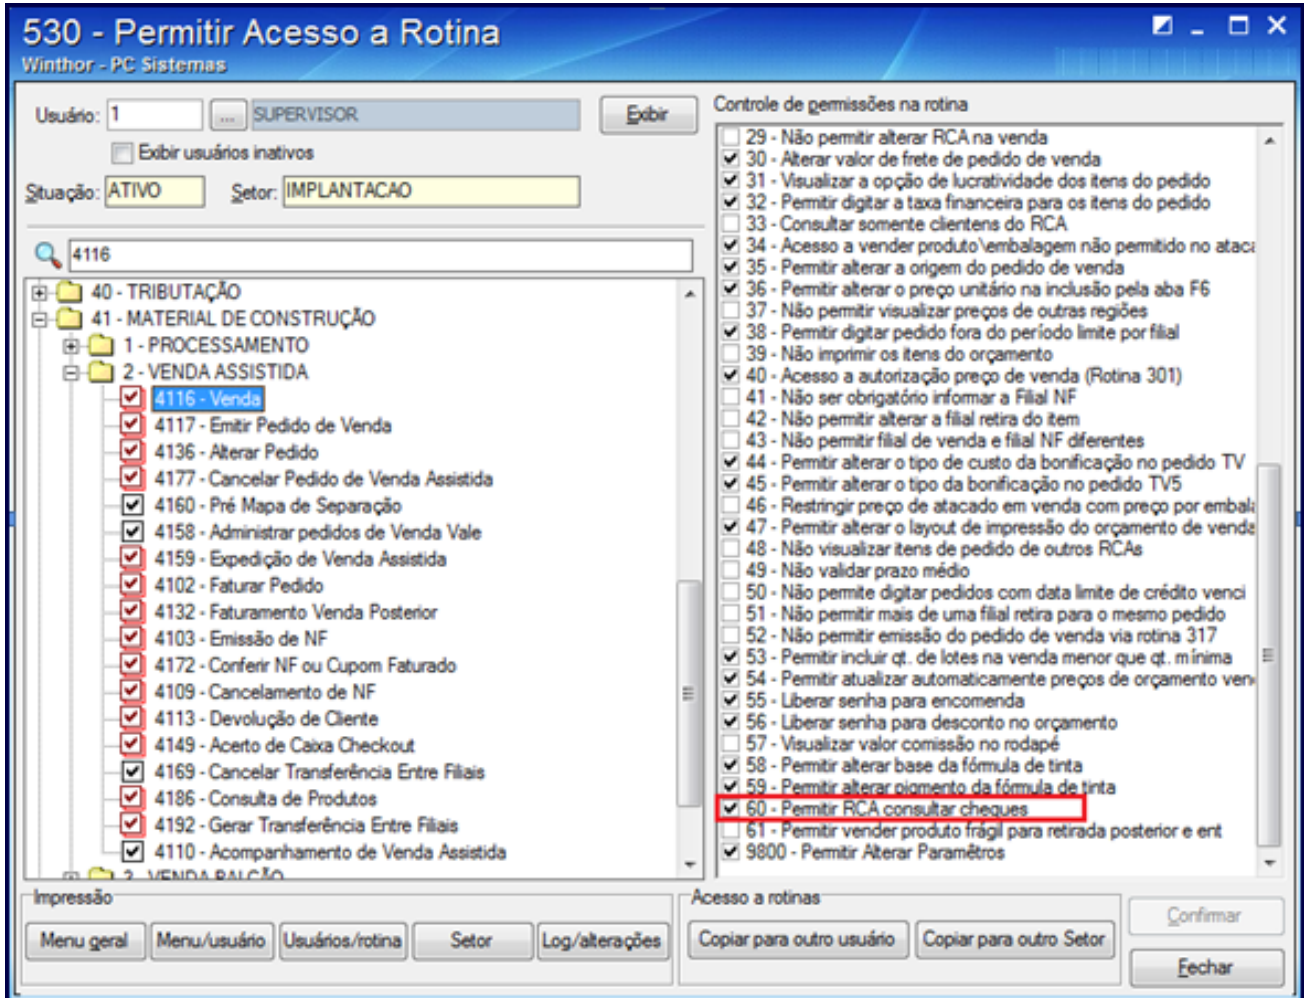 530 - Permitir Acesso a Rotina
Winthor - PC Sistemas
Usuário: 1 ... SUPERVISOR Exibir
Exibir usuários inativos
Situação: ATIVO Setor: IMPLANTACAO
4116
40 - TRIBUTAÇÃO
41 - MATERIAL DE CONSTRUÇÃO
1 - PROCESSAMENTO
2 - VENDA ASSISTIDA
4116 - Venda
4117 - Emitir Pedido de Venda
4136 - Alterar Pedido
4177 - Cancelar Pedido de Venda Assistida
4160 - Pré Mapa de Separação
4158 - Administrar pedidos de Venda Vale
4159 - Expedição de Venda Assistida
4102 - Faturar Pedido
4132 - Faturamento Venda Posterior
4103 - Emissão de NF
4172 - Conferir NF ou Cupom Faturado
4109 - Cancelamento de NF
4113 - Devolução de Cliente
4149 - Acerto de Caixa Checkout
4169 - Cancelar Transferência Entre Filiais
4186 - Consulta de Produtos
4192 - Gerar Transferência Entre Filiais
4110 - Acompanhamento de Venda Assistida
3 - VENDA BALCÃO
Controle de permissões na rotina
29 - Não permitir alterar RCA na venda
30 - Alterar valor de frete de pedido de venda
31 - Visualizar a opção de lucratividade dos itens do pedido
32 - Permitir digitar a taxa financeira para os itens do pedido
33 - Consultar somente clientens do RCA
34 - Acesso a vender produto\embalagem não permitido no ataca
35 - Permitir alterar a origem do pedido de venda
36 - Permitir alterar o preço unitário na inclusão pela aba F6
37 - Não permitir visualizar preços de outras regiões
38 - Permitir digitar pedido fora do período limite por filial
39 - Não imprimir os itens do orçamento
40 - Acesso a autorização preço de venda (Rotina 301)
41 - Não ser obrigatório informar a Filial NF
42 - Não permitir alterar a filial retira do item
43 - Não permitir filial de venda e filial NF diferentes
44 - Permitir alterar o tipo de custo da bonificação no pedido TV
45 - Permitir alterar o tipo da bonificação no pedido TV5
46 - Restringir preço de atacado em venda com preço por embala
47 - Permitir alterar o layout de impressão do orçamento de venda
48 - Não visualizar itens de pedido de outros RCAs
49 - Não validar prazo médio
50 - Não permite digitar pedidos com data limite de crédito venci
51 - Não permitir mais de uma filial retira para o mesmo pedido
52 - Não permitir emissão do pedido de venda via rotina 317
53 - Permitir incluir qt. de lotes na venda menor que qt. mínima
54 - Permitir atualizar automaticamente preços de orçamento ven
55 - Liberar senha para encomenda
56 - Liberar senha para desconto no orçamento
57 - Visualizar valor comissão no rodapé
58 - Permitir alterar base da fórmula de tinta
59 - Permitir alterar pigmento da fórmula de tinta
60 - Permitir RCA consultar cheques
61 - Permitir vender produto frágil para retirada posterior e ent
9800 - Permitir Alterar Paramêtros
Impressão
Menu geral Menu/usuário Usuários/rotina Setor Log/alterações
Acesso a rotinas
Copiar para outro usuário Copiar para outro Setor
Confirmar
Fechar